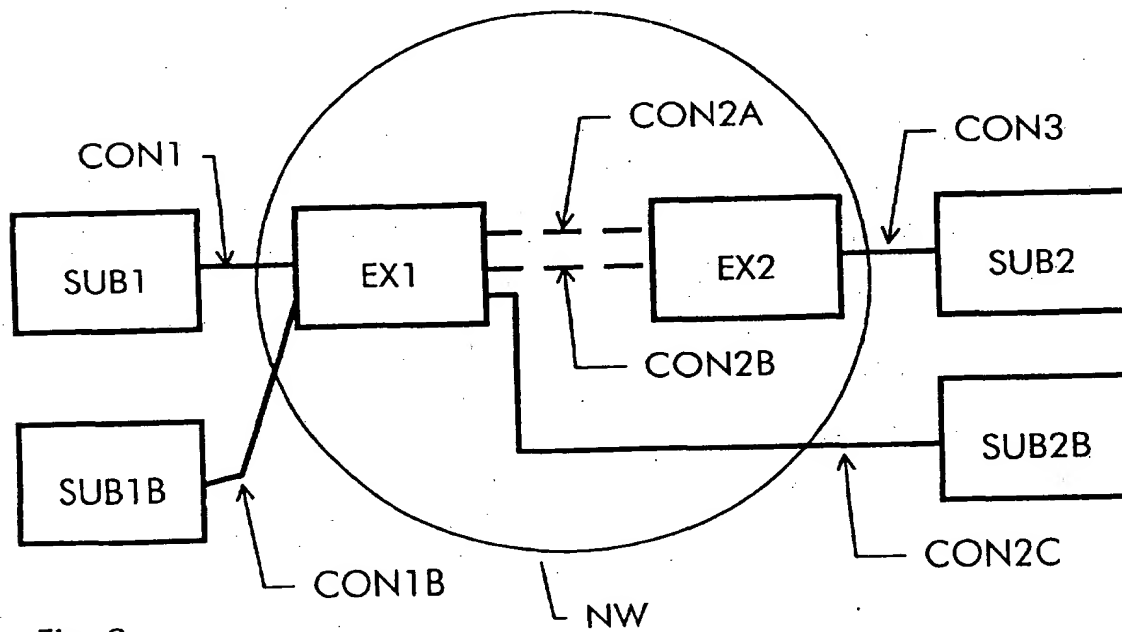 CON2A
CON3
CON1
SUB1
EX1
EX2
SUB2
CON2B
SUB1B
SUB2B
CON2C
CON1B
NW